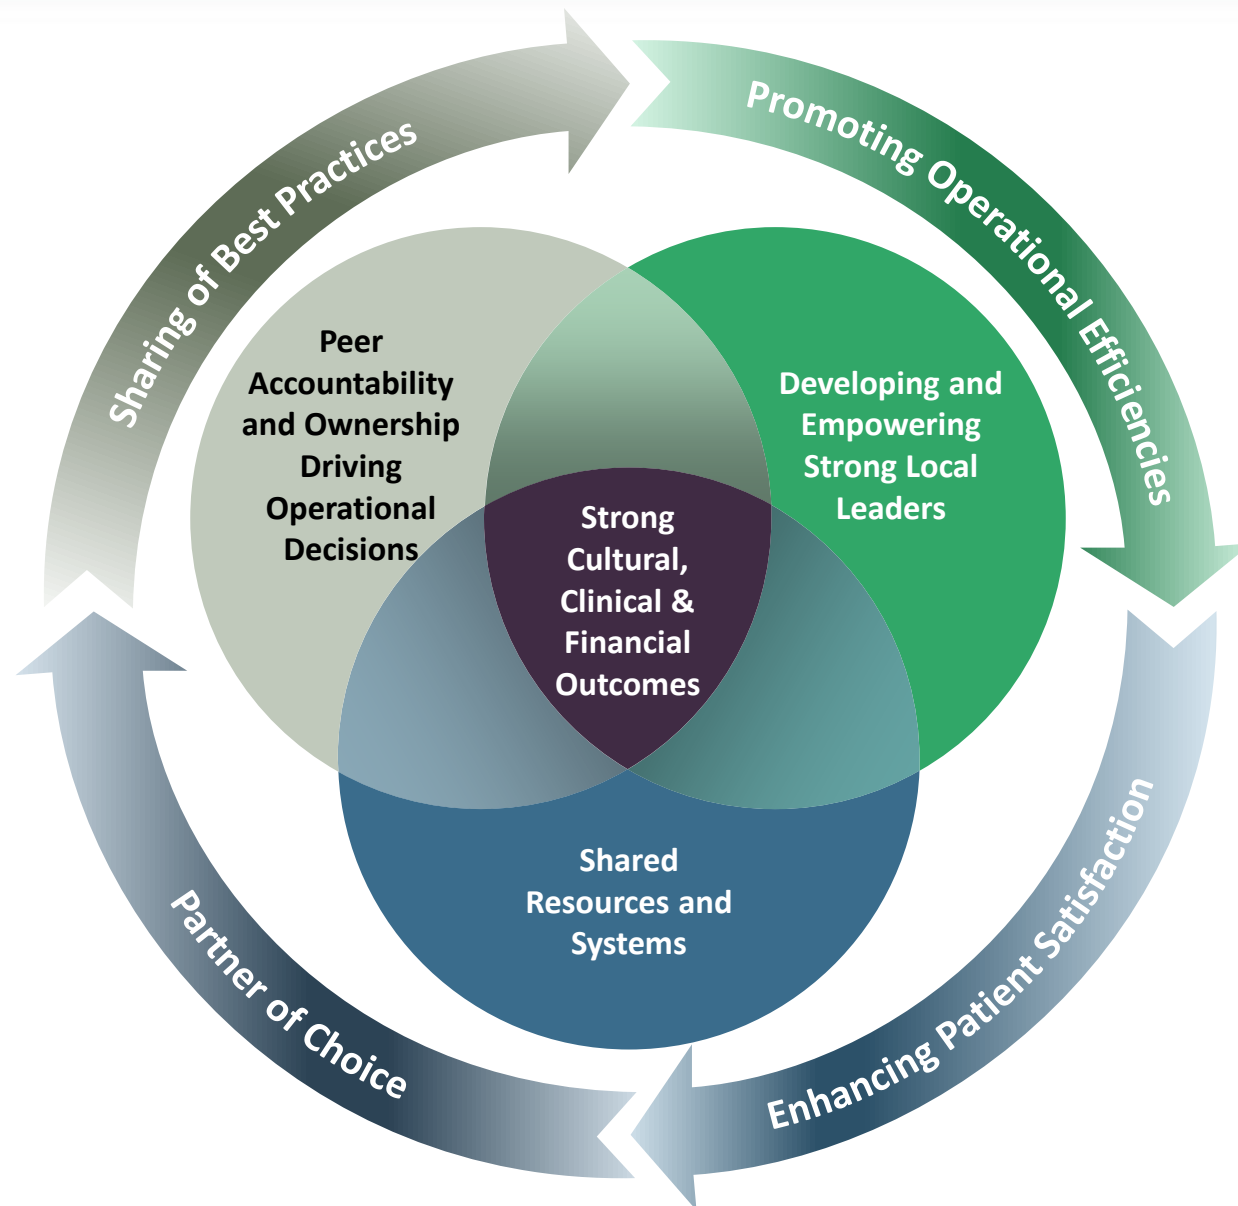 Sharing of Best Practices
Promoting Operational Efficiencies
Peer
Accountability
and Ownership
Driving
Operational
Decisions
Developing and
Empowering
Strong Local
Leaders
Strong
Cultural,
Clinical &
Financial
Outcomes
Shared
Resources and
Systems
Partner of Choice
Enhancing Patient Satisfaction